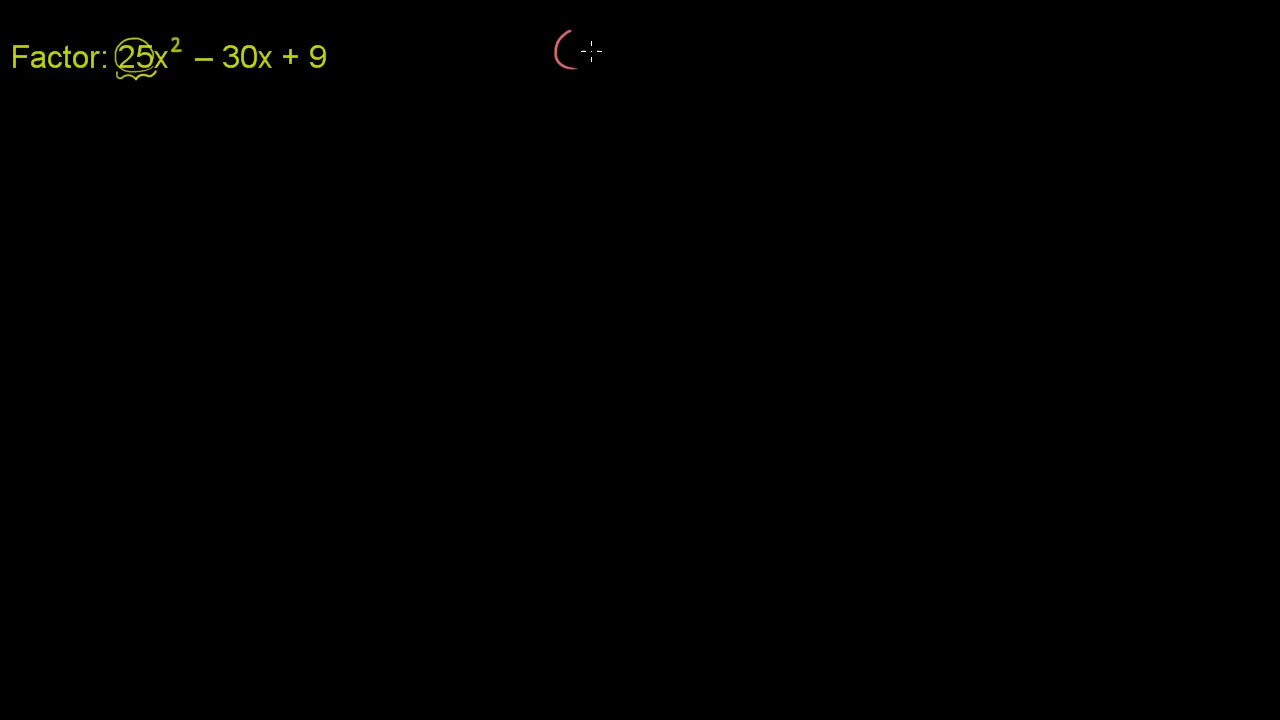 Factor: 25x² – 30x + 9 (